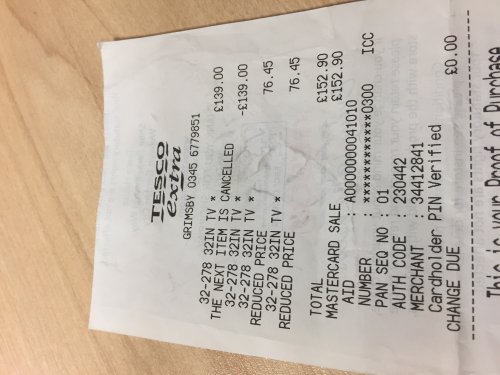 TESCO
extra
GRIMSBY 0345 6779851
32-278 32IN TV * £139.00
THE NEXT ITEM IS CANCELLED
32-278 32IN TV * -£139.00
32-278 32IN TV *
REDUCED PRICE 76.45
32-278 32IN TV *
REDUCED PRICE 76.45
TOTAL £152.90
MASTERCARD SALE £152.90
AID : A0000000041010
NUMBER : ************0300 ICC
PAN SEQ NO : 01
AUTH CODE : 230442
MERCHANT : 34412841
Cardholder PIN Verified
CHANGE DUE £0.00
This is your Proof of Purchase